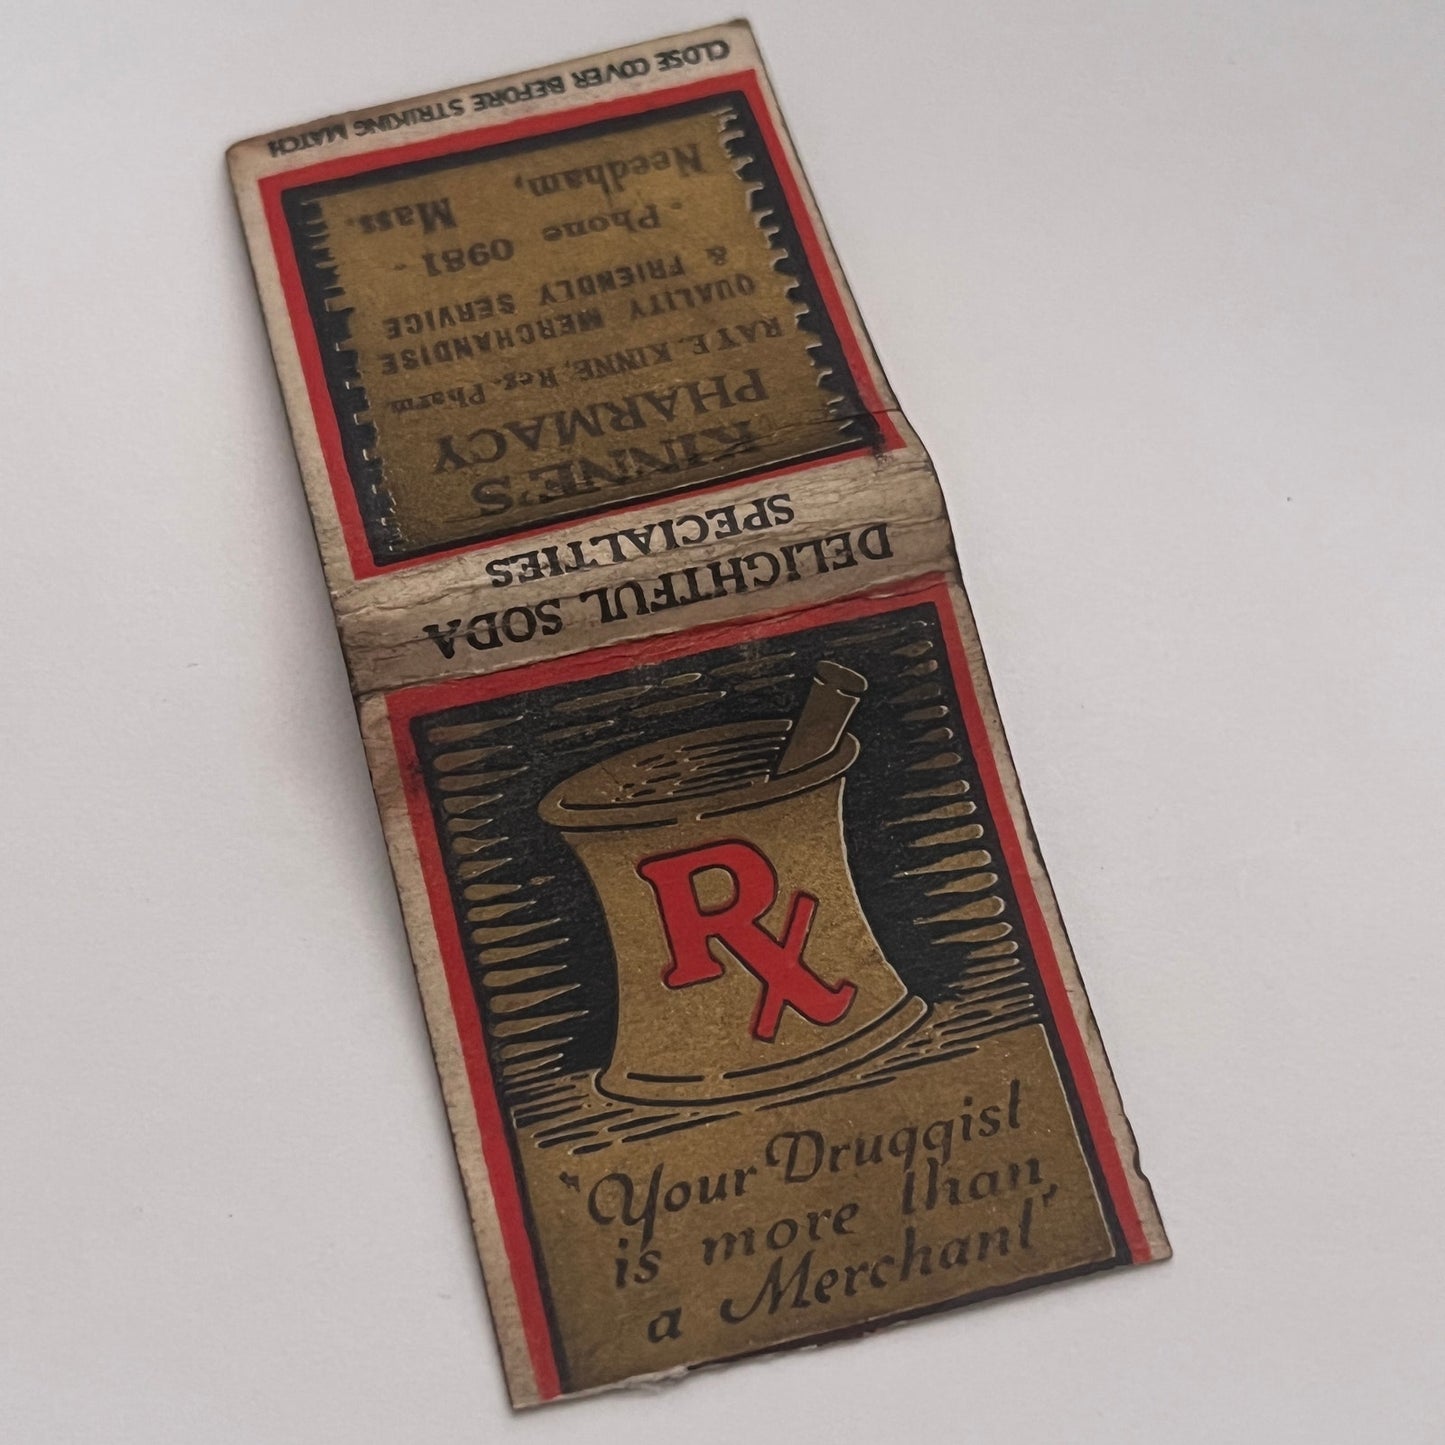 CLOSE COVER BEFORE STRIKING MATCH
KINNE'S
PHARMACY
RAY E. KINNE, Reg. Pharm.
QUALITY MERCHANDISE
& FRIENDLY SERVICE
- Phone 0981 -
Needham, Mass.
DELIGHTFUL SODA
SPECIALTIES
Rx
"Your Druggist
is more than
a Merchant"